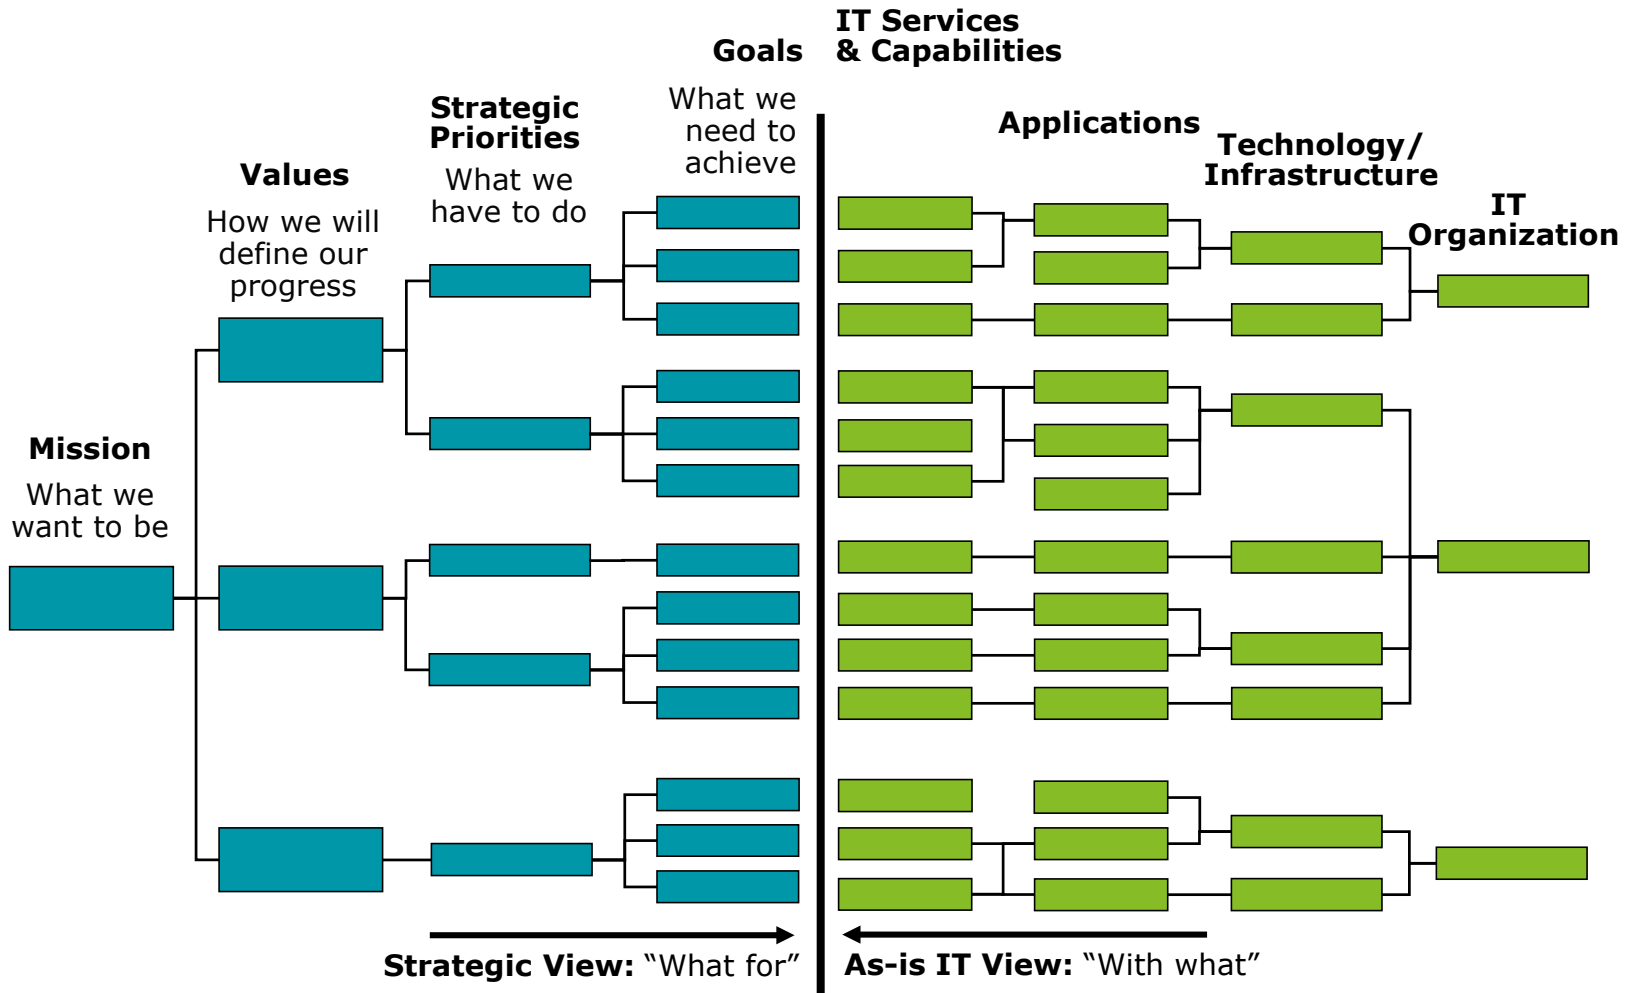 IT Services
& Capabilities
Goals
What we
need to
achieve
Strategic
Priorities
What we
have to do
Values
How we will
define our
progress
Mission
What we
want to be
Applications
Technology/
Infrastructure
IT
Organization
Strategic View: “What for”
As-is IT View: “With what”